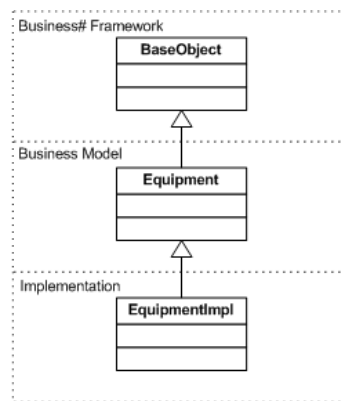 Business# Framework
BaseObject
Business Model
Equipment
Implementation
EquipmentImpl